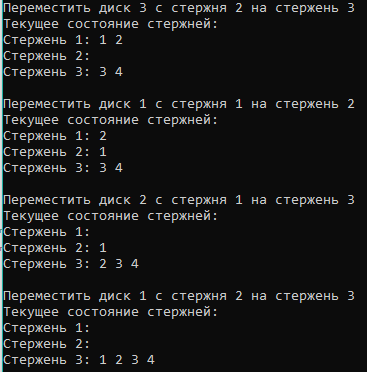 Переместить диск 3 с стержня 2 на стержень 3
Текущее состояние стержней:
Стержень 1: 1 2
Стержень 2:
Стержень 3: 3 4
Переместить диск 1 с стержня 1 на стержень 2
Текущее состояние стержней:
Стержень 1: 2
Стержень 2: 1
Стержень 3: 3 4
Переместить диск 2 с стержня 1 на стержень 3
Текущее состояние стержней:
Стержень 1:
Стержень 2: 1
Стержень 3: 2 3 4
Переместить диск 1 с стержня 2 на стержень 3
Текущее состояние стержней:
Стержень 1:
Стержень 2:
Стержень 3: 1 2 3 4